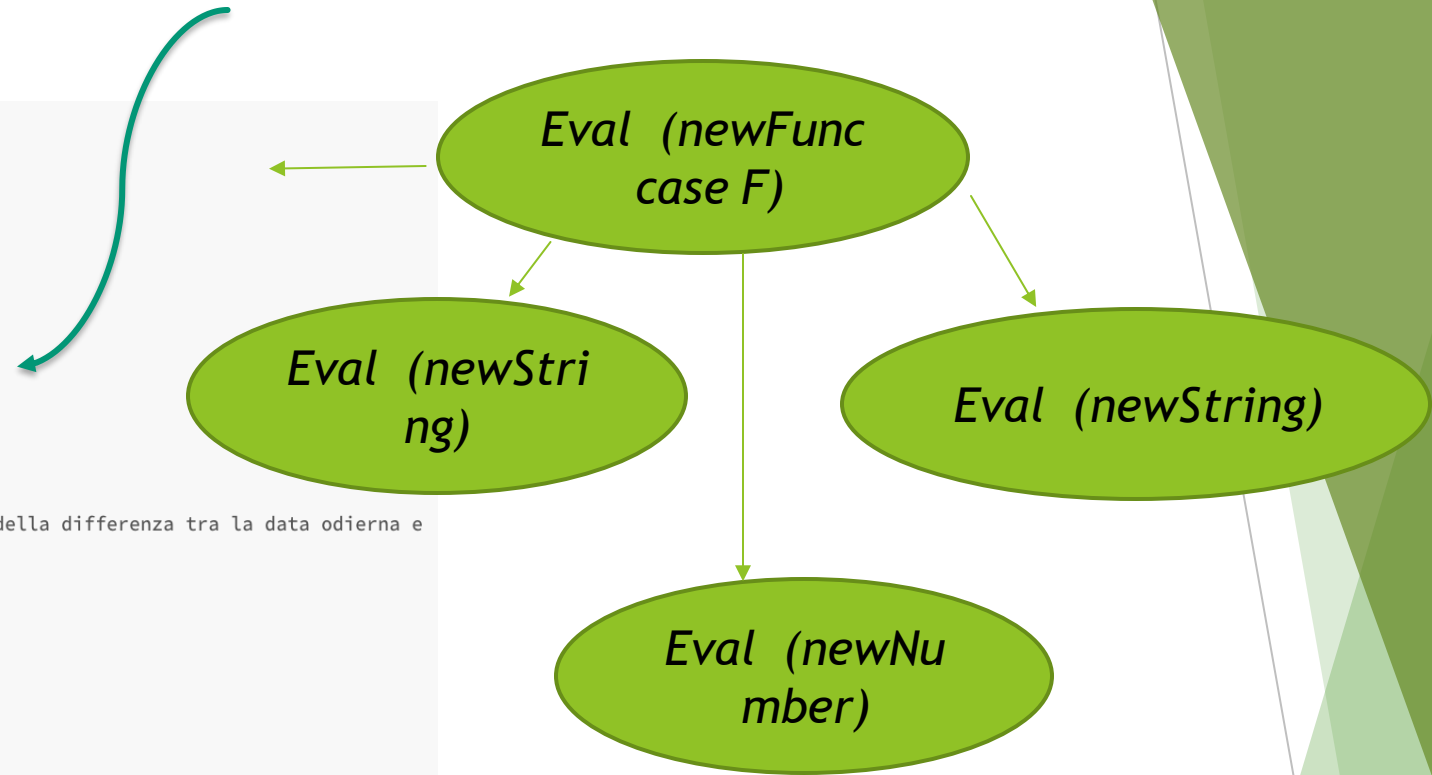 Eval (newFunc
case F)
Eval (newStri
ng)
Eval (newString)
della differenza tra la data odierna e
Eval (newNu
mber)